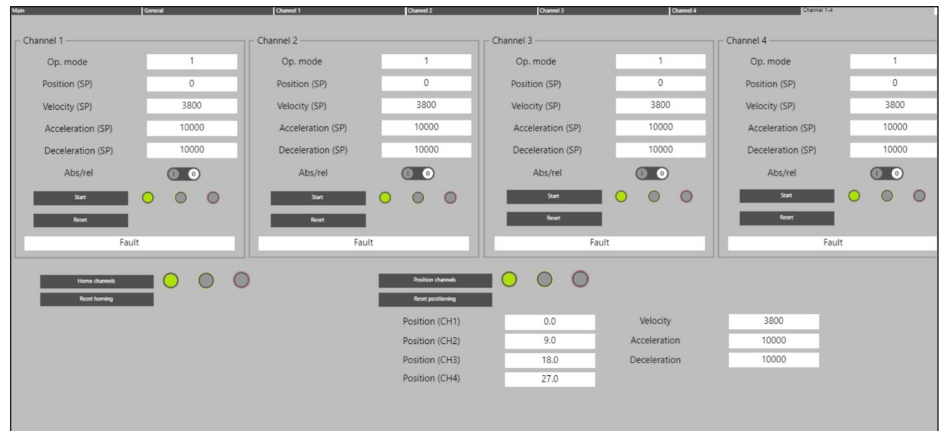 Main General Channel 1 Channel 2 Channel 3 Channel 4 Channel 1-4
Channel 1 Channel 2 Channel 3 Channel 4
Op. mode 1 Op. mode 1 Op. mode 1 Op. mode 1
Position (SP) 0 Position (SP) 0 Position (SP) 0 Position (SP) 0
Velocity (SP) 3800 Velocity (SP) 3800 Velocity (SP) 3800 Velocity (SP) 3800
Acceleration (SP) 10000 Acceleration (SP) 10000 Acceleration (SP) 10000 Acceleration (SP) 10000
Deceleration (SP) 10000 Deceleration (SP) 10000 Deceleration (SP) 10000 Deceleration (SP) 10000
Abs/rel 1 0 Abs/rel 1 0 Abs/rel 1 0 Abs/rel 1 0
Start Start Start Start
Reset Reset Reset Reset
Fault Fault Fault Fault
Home channels Position channels
Reset homing Reset positioning
Position (CH1) 0.0 Velocity 3800
Position (CH2) 9.0 Acceleration 10000
Position (CH3) 18.0 Deceleration 10000
Position (CH4) 27.0